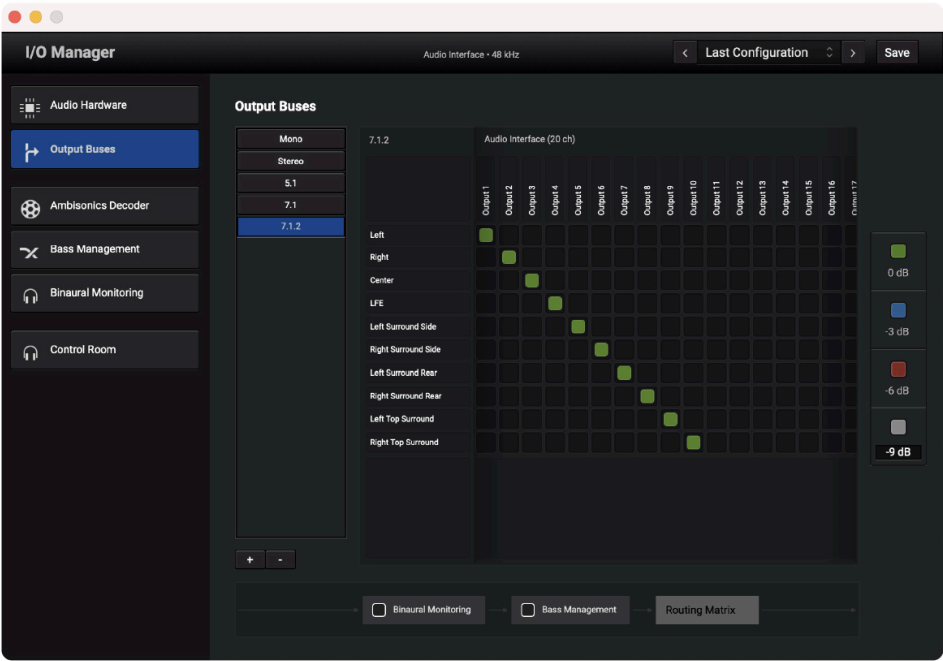 I/O Manager
Audio Interface • 48 kHz
Last Configuration
Save
Audio Hardware
Output Buses
Ambisonics Decoder
Bass Management
Binaural Monitoring
Control Room
Output Buses
Mono
Stereo
5.1
7.1
7.1.2
+ -
7.1.2
Audio Interface (20 ch)
Output 1
Output 2
Output 3
Output 4
Output 5
Output 6
Output 7
Output 8
Output 9
Output 10
Output 11
Output 12
Output 13
Output 14
Output 15
Output 16
Output 17
Left
Right
Center
LFE
Left Surround Side
Right Surround Side
Left Surround Rear
Right Surround Rear
Left Top Surround
Right Top Surround
0 dB
-3 dB
-6 dB
-9 dB
Binaural Monitoring
Bass Management
Routing Matrix